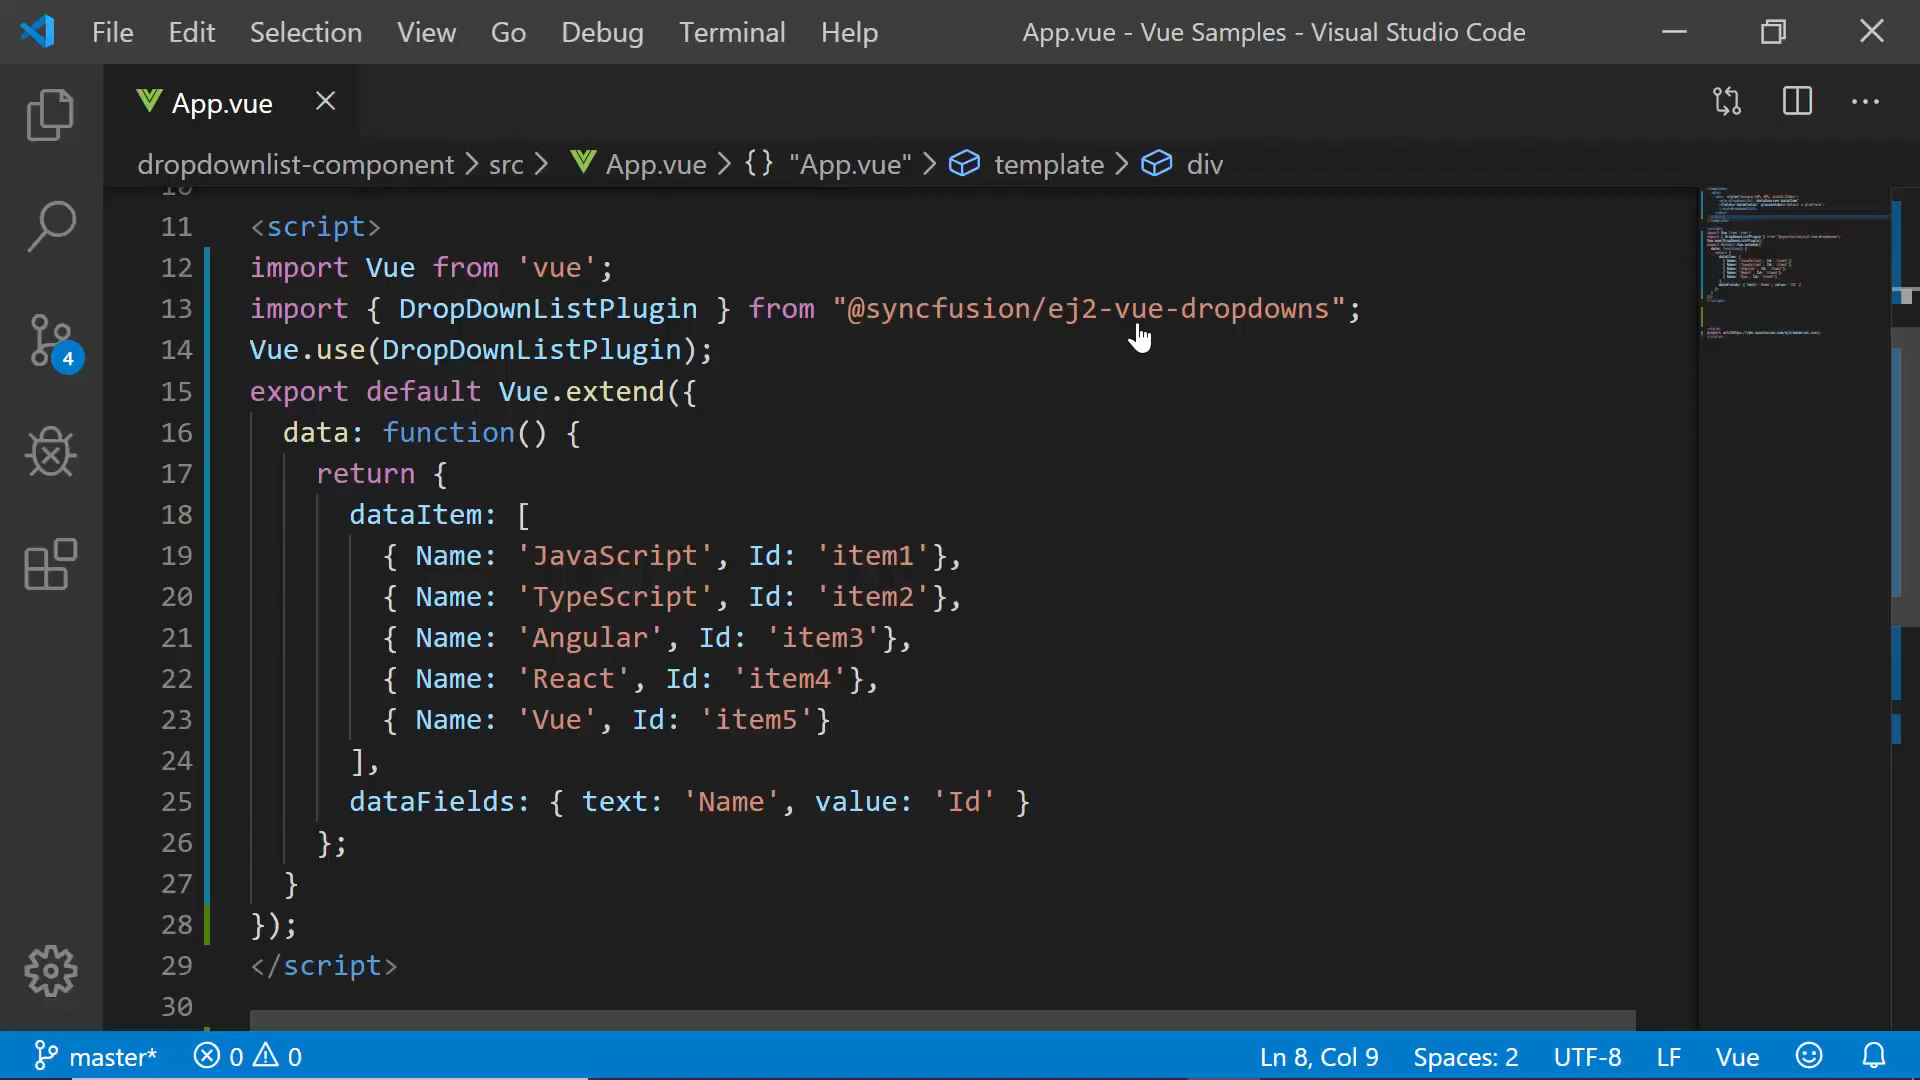 File Edit Selection View Go Debug Terminal Help App.vue - Vue Samples - Visual Studio Code
App.vue
dropdownlist-component > src > App.vue > {} "App.vue" > template > div
10
11 <script>
12 import Vue from 'vue';
13 import { DropDownListPlugin } from "@syncfusion/ej2-vue-dropdowns";
14 Vue.use(DropDownListPlugin);
15 export default Vue.extend({
16 data: function() {
17 return {
18 dataItem: [
19 { Name: 'JavaScript', Id: 'item1'},
20 { Name: 'TypeScript', Id: 'item2'},
21 { Name: 'Angular', Id: 'item3'},
22 { Name: 'React', Id: 'item4'},
23 { Name: 'Vue', Id: 'item5'}
24 ],
25 dataFields: { text: 'Name', value: 'Id' }
26 };
27 }
28 });
29 </script>
30
4
master* 0 0 Ln 8, Col 9 Spaces: 2 UTF-8 LF Vue